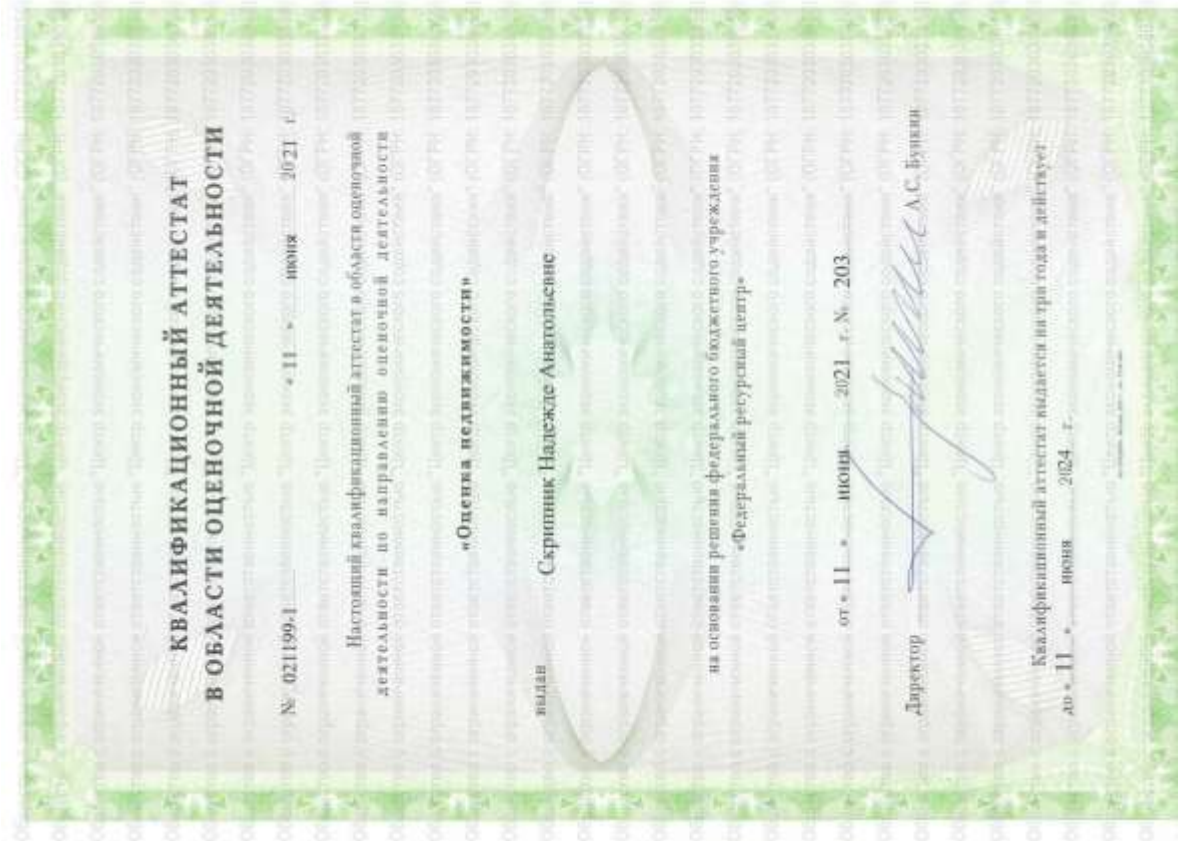 КВАЛИФИКАЦИОННЫЙ АТТЕСТАТ
В ОБЛАСТИ ОЦЕНОЧНОЙ ДЕЯТЕЛЬНОСТИ
№ 021199-1 « 11 » июня 2021 г.
Настоящий квалификационный аттестат в области оценочной
деятельности по направлению оценочной деятельности
«Оценка недвижимости»
выдан Скрипник Надежде Анатольевне
на основании решения федерального бюджетного учреждения
«Федеральный ресурсный центр»
от « 11 » июня 2021 г. № 203
Директор А.С. Бункин
Квалификационный аттестат выдается на три года и действует
до « 11 » июня 2024 г.